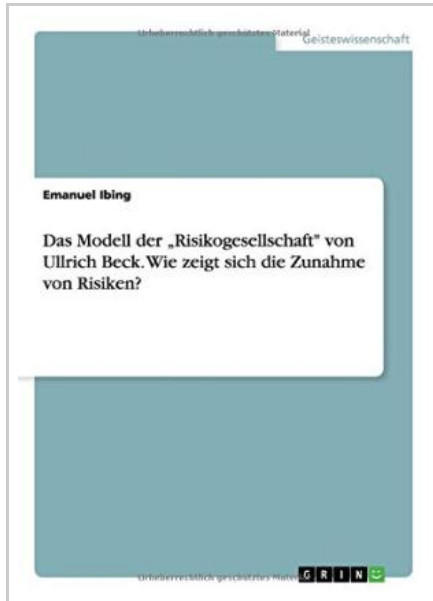 Urheberrechtlich geschütztes Material
Geisteswissenschaft
Emanuel Ibing
Das Modell der „Risikogesellschaft" von
Ullrich Beck. Wie zeigt sich die Zunahme
von Risiken?
Urheberrechtlich geschütztes Material
GRIN